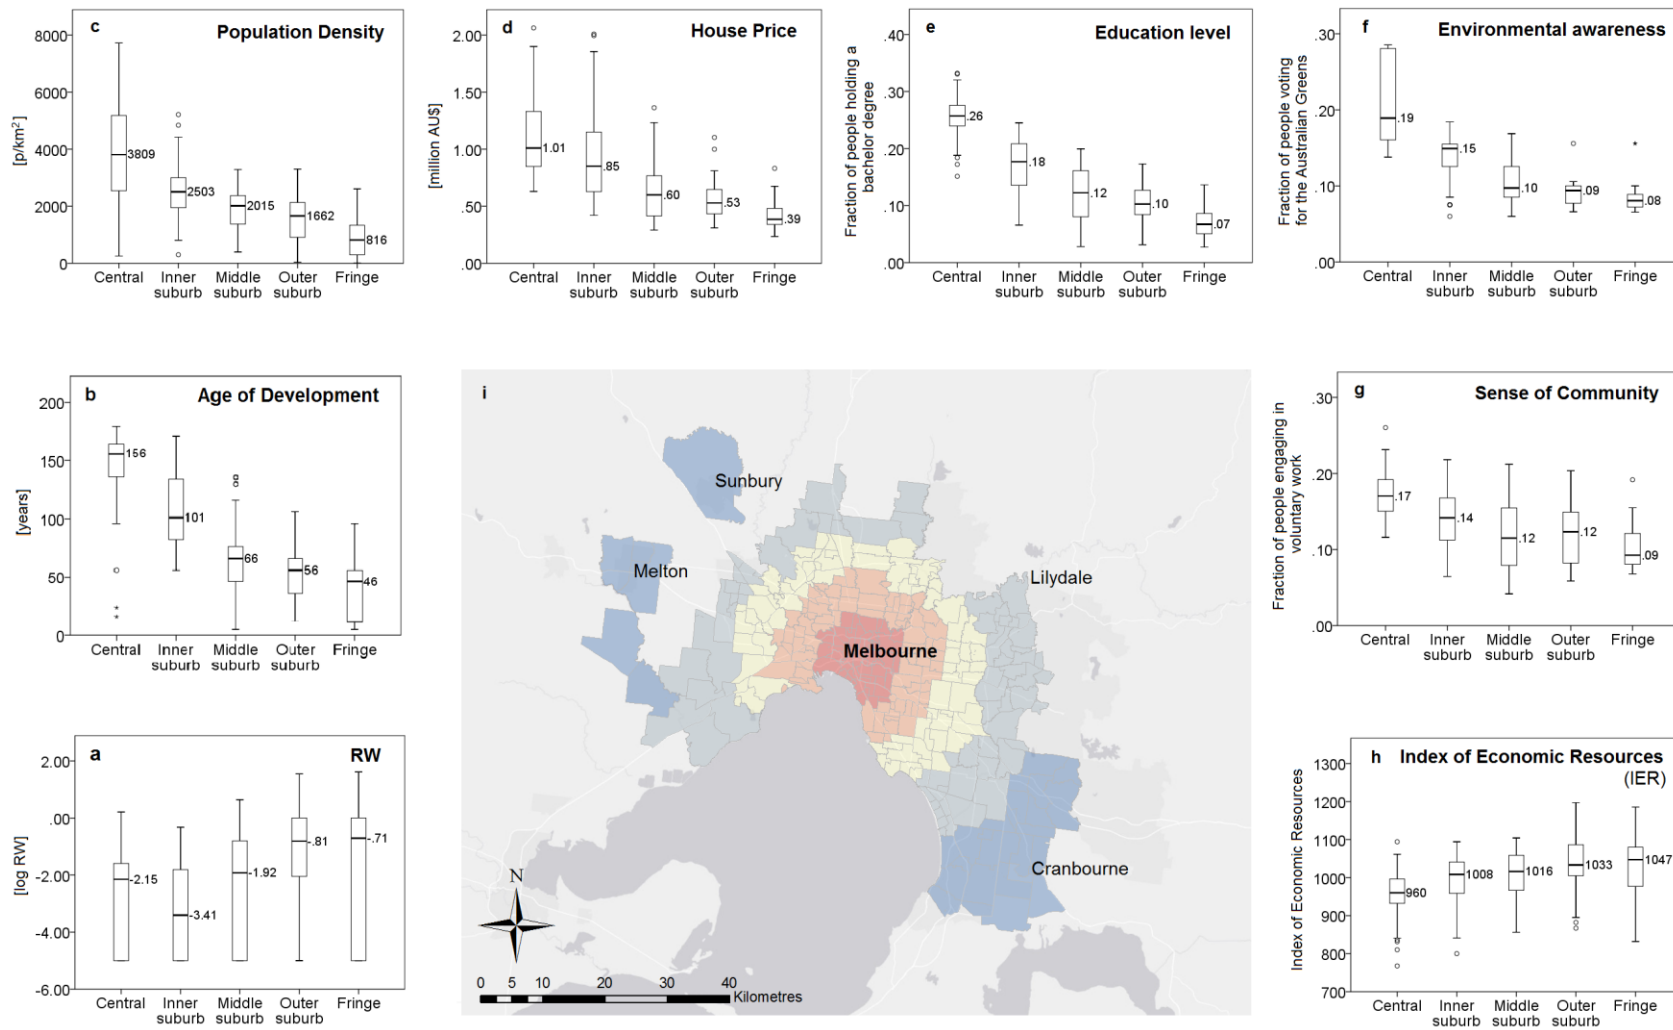 c Population Density
8000
6000
4000
2000
0
[p/km²]
3809
2503
2015
1662
816
Central Inner suburb Middle suburb Outer suburb Fringe
d House Price
2.00
1.50
1.00
.50
.00
[million AU$]
1.01
.85
.60
.53
.39
Central Inner suburb Middle suburb Outer suburb Fringe
e Education level
.40
.30
.20
.10
.00
Fraction of people holding a
bachelor degree
.26
.18
.12
.10
.07
Central Inner suburb Middle suburb Outer suburb Fringe
f Environmental awareness
.30
.20
.10
.00
Fraction of people voting
for the Australian Greens
.19
.15
.10
.09
.08
Central Inner suburb Middle suburb Outer suburb Fringe
b Age of Development
200
150
100
50
0
[years]
156
101
66
56
46
Central Inner suburb Middle suburb Outer suburb Fringe
i
Sunbury
Melton
Lilydale
Melbourne
Cranbourne
N
0 5 10 20 30 40
Kilometres
g Sense of Community
.30
.20
.10
.00
Fraction of people engaging in
voluntary work
.17
.14
.12
.12
.09
Central Inner suburb Middle suburb Outer suburb Fringe
a RW
2.00
.00
-2.00
-4.00
-6.00
[log RW]
-2.15
-3.41
-1.92
-.81
-.71
Central Inner suburb Middle suburb Outer suburb Fringe
h Index of Economic Resources
(IER)
1300
1200
1100
1000
900
800
700
Index of Economic Resources
960
1008
1016
1033
1047
Central Inner suburb Middle suburb Outer suburb Fringe